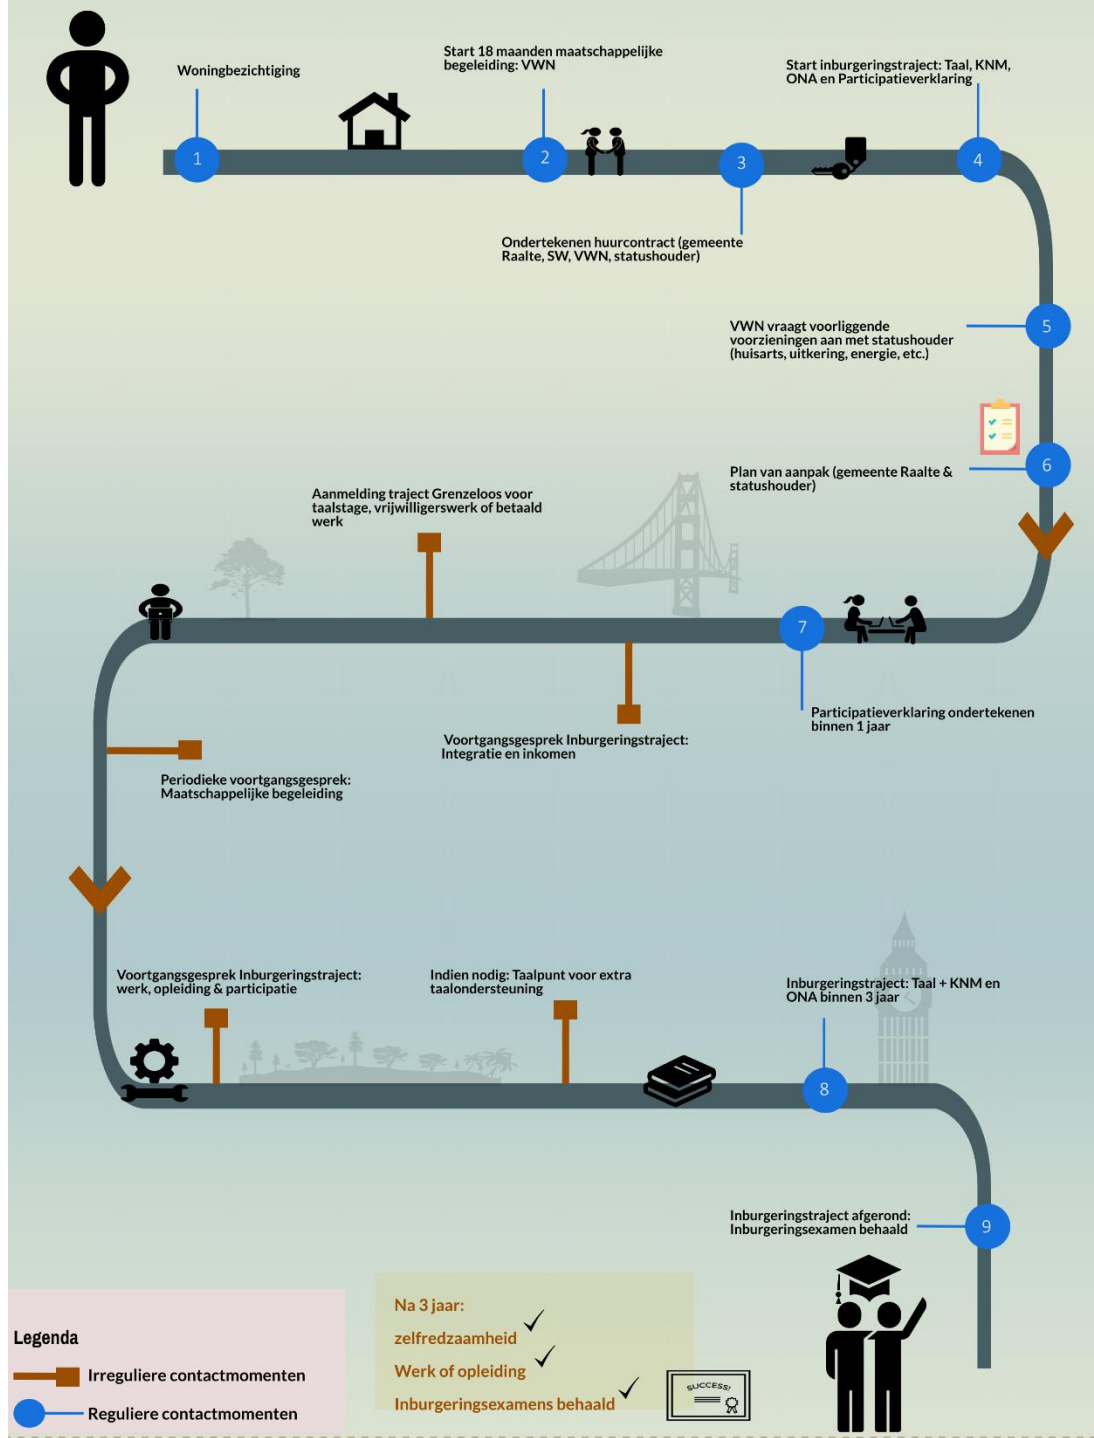 Woningbezichtiging
1
Start 18 maanden maatschappelijke
begeleiding: VWN
2
Ondertekenen huurcontract (gemeente
Raalte, SW, VWN, statushouder)
3
Start inburgeringstraject: Taal, KNM,
ONA en Participatieverklaring
4
VWN vraagt voorliggende
voorzieningen aan met statushouder
(huisarts, uitkering, energie, etc.)
5
Plan van aanpak (gemeente Raalte &
statushouder)
6
7
Participatieverklaring ondertekenen
binnen 1 jaar
Voortgangsgesprek Inburgeringstraject:
Integratie en inkomen
Aanmelding traject Grenzeloos voor
taalstage, vrijwilligerswerk of betaald
werk
Periodieke voortgangsgesprek:
Maatschappelijke begeleiding
Voortgangsgesprek Inburgeringstraject:
werk, opleiding & participatie
Indien nodig: Taalpunt voor extra
taalondersteuning
Inburgeringstraject: Taal + KNM en
ONA binnen 3 jaar
8
Inburgeringstraject afgerond:
Inburgeringsexamen behaald
9
Legenda
Irreguliere contactmomenten
Reguliere contactmomenten
Na 3 jaar:
zelfredzaamheid
Werk of opleiding
Inburgeringsexamens behaald
SUCCESS!